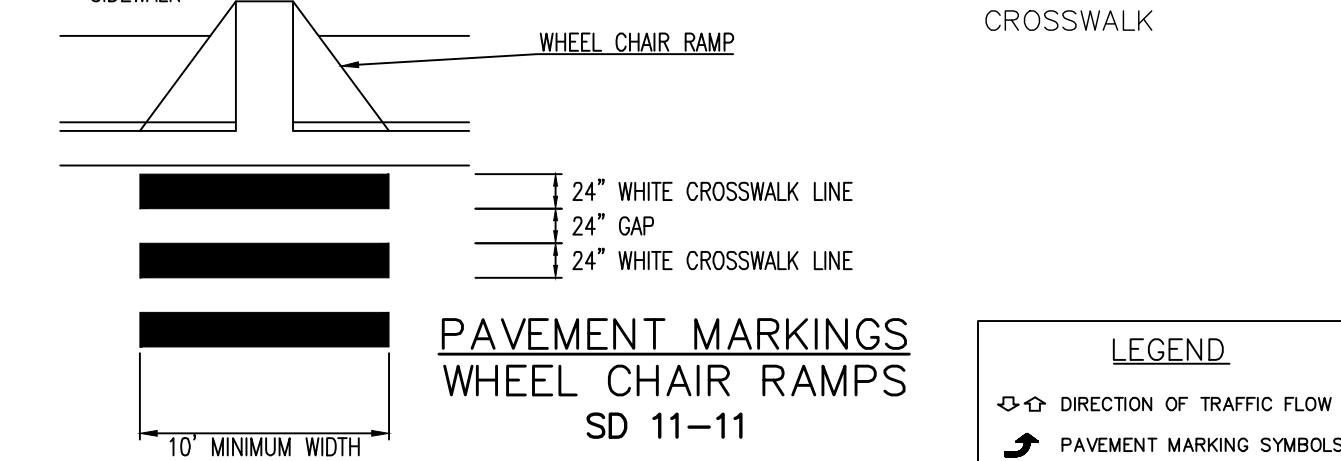 SIDEWALK
CROSSWALK
WHEEL CHAIR RAMP
24" WHITE CROSSWALK LINE
24" GAP
24" WHITE CROSSWALK LINE
PAVEMENT MARKINGS
WHEEL CHAIR RAMPS
SD 11-11
10' MINIMUM WIDTH
LEGEND
DIRECTION OF TRAFFIC FLOW
PAVEMENT MARKING SYMBOLS